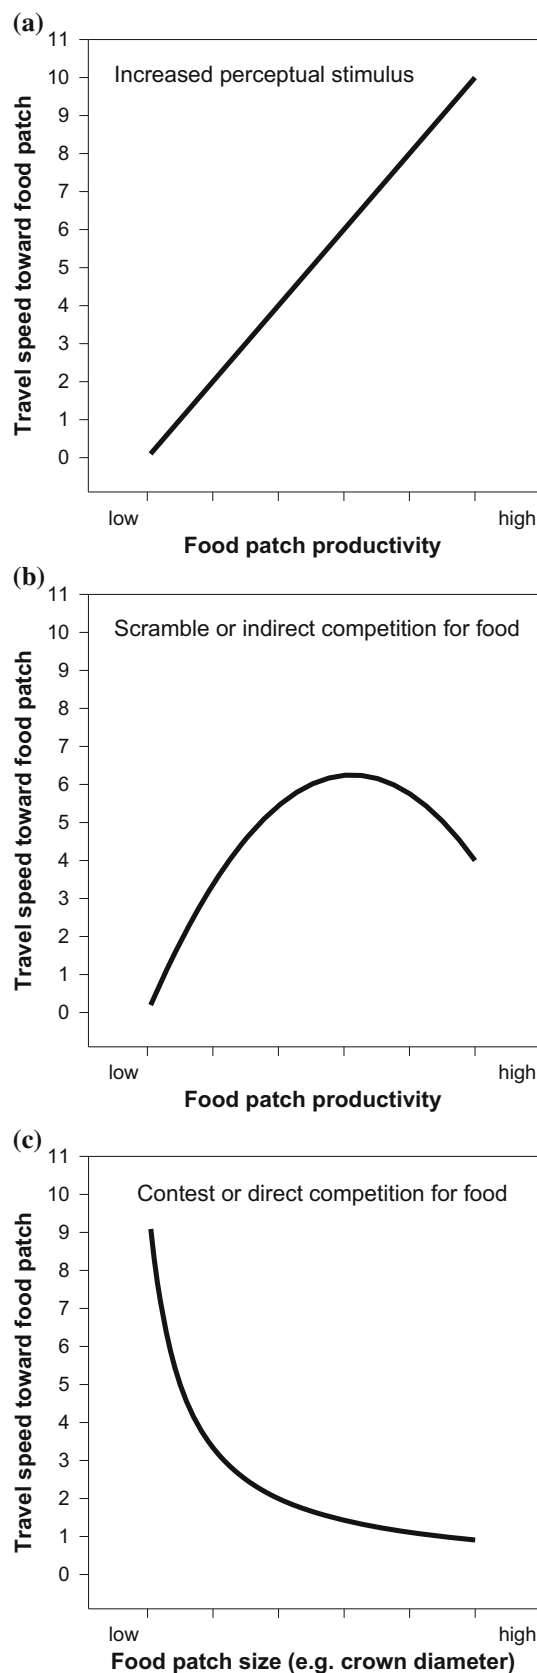 (a)
11
Increased perceptual stimulus
10
9
8
7
6
5
4
3
2
1
0
Travel speed toward food patch
low
high
Food patch productivity
(b)
11
Scramble or indirect competition for food
10
9
8
7
6
5
4
3
2
1
0
Travel speed toward food patch
low
high
Food patch productivity
(c)
11
Contest or direct competition for food
10
9
8
7
6
5
4
3
2
1
0
Travel speed toward food patch
low
high
Food patch size (e.g. crown diameter)